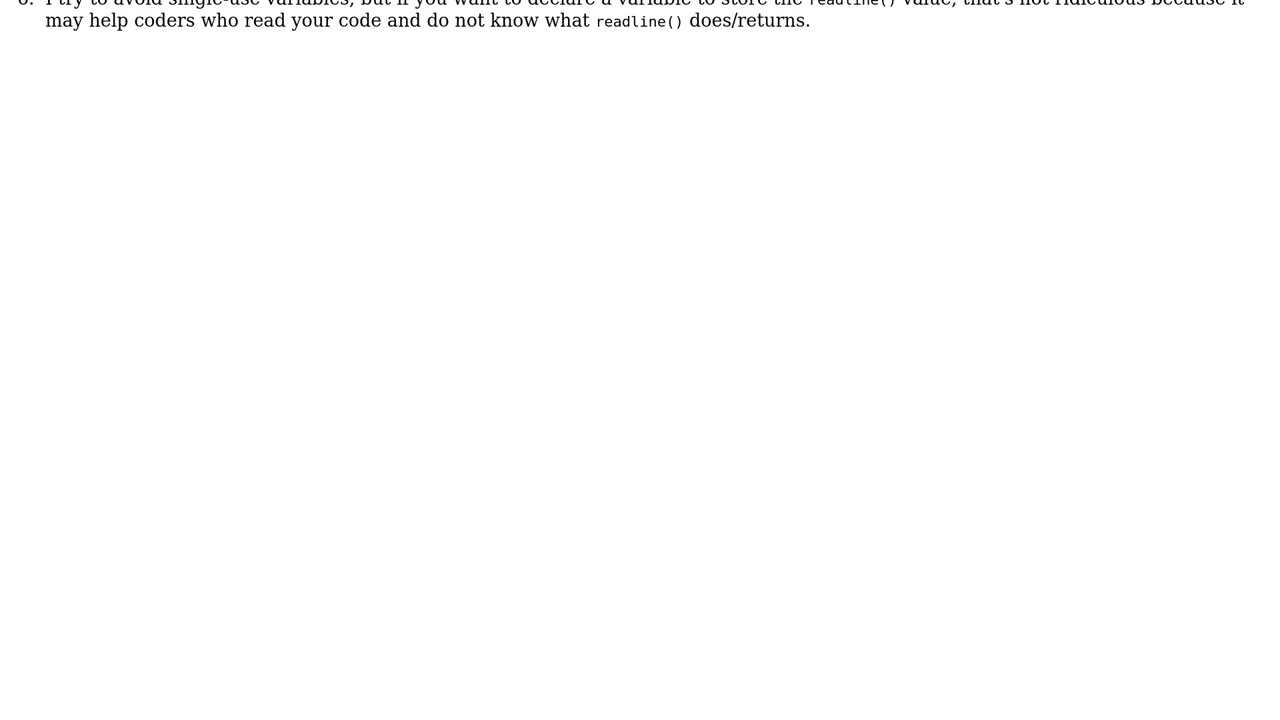 I try to avoid single-use variables, but if you want to declare a variable to store the readline() value, that's not ridiculous because it
may help coders who read your code and do not know what readline() does/returns.